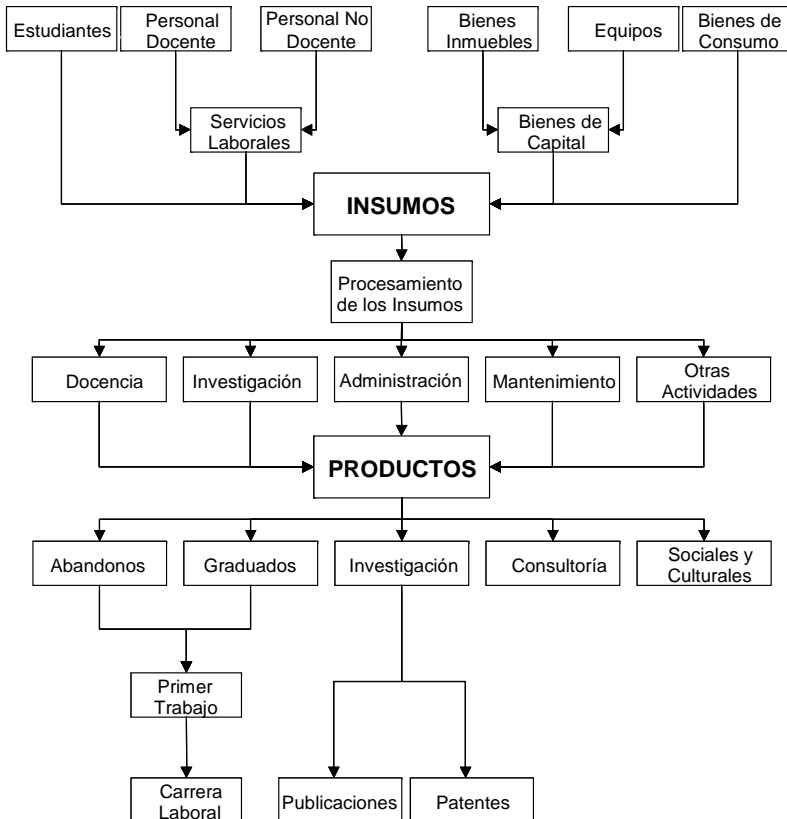 Estudiantes
Personal
Docente
Personal No
Docente
Bienes
Inmuebles
Equipos
Bienes de
Consumo
Servicios
Laborales
Bienes de
Capital
INSUMOS
Procesamiento
de los Insumos
Docencia
Investigación
Administración
Mantenimiento
Otras
Actividades
PRODUCTOS
Abandonos
Graduados
Investigación
Consultoría
Sociales y
Culturales
Primer
Trabajo
Carrera
Laboral
Publicaciones
Patentes